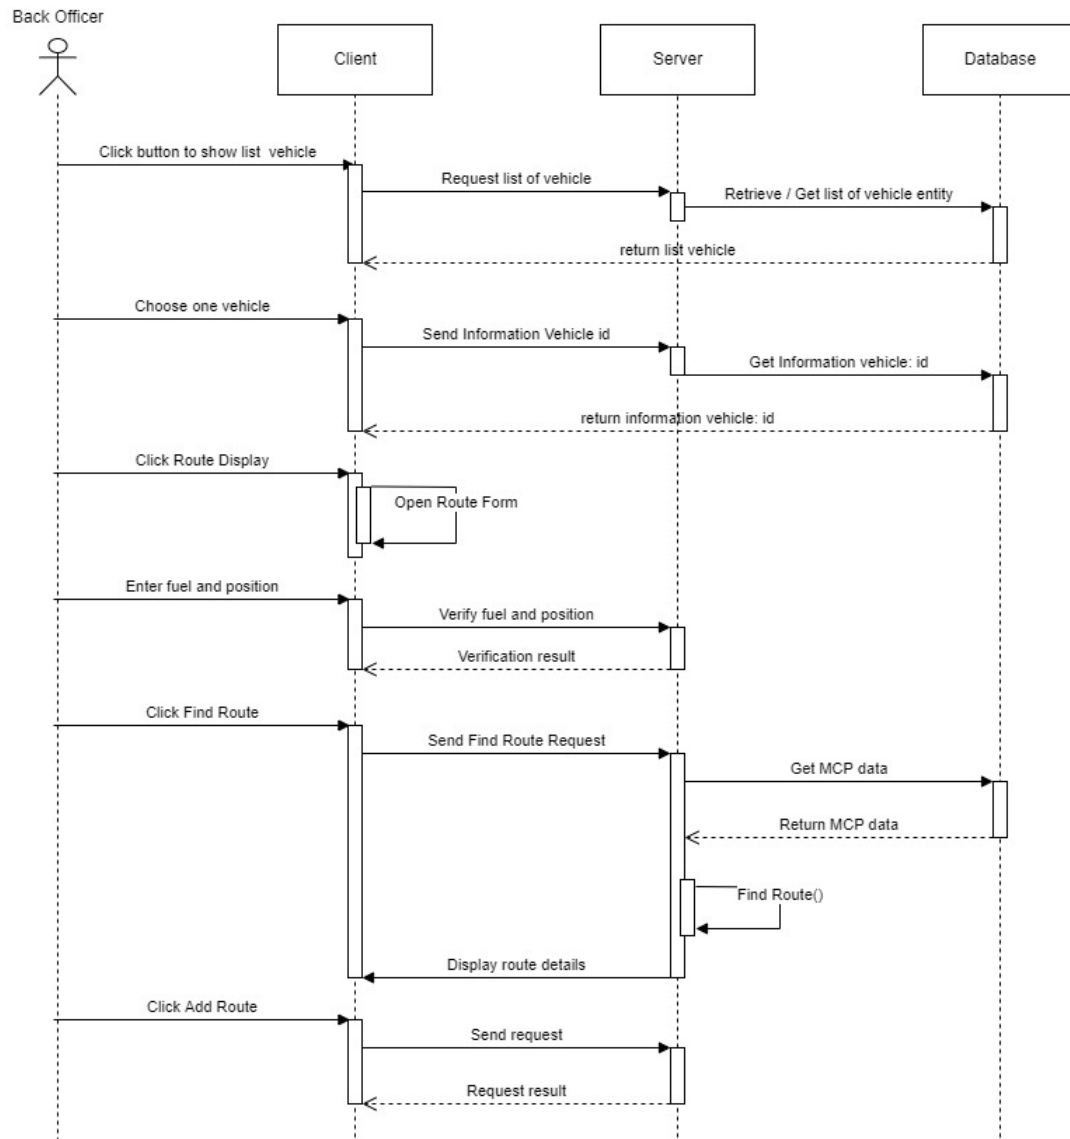 Back Officer
Client
Server
Database
Click button to show list vehicle
Request list of vehicle
Retrieve / Get list of vehicle entity
return list vehicle
Choose one vehicle
Send Information Vehicle id
Get Information vehicle: id
return information vehicle: id
Click Route Display
Open Route Form
Enter fuel and position
Verify fuel and position
Verification result
Click Find Route
Send Find Route Request
Get MCP data
Return MCP data
Find Route()
Display route details
Click Add Route
Send request
Request result